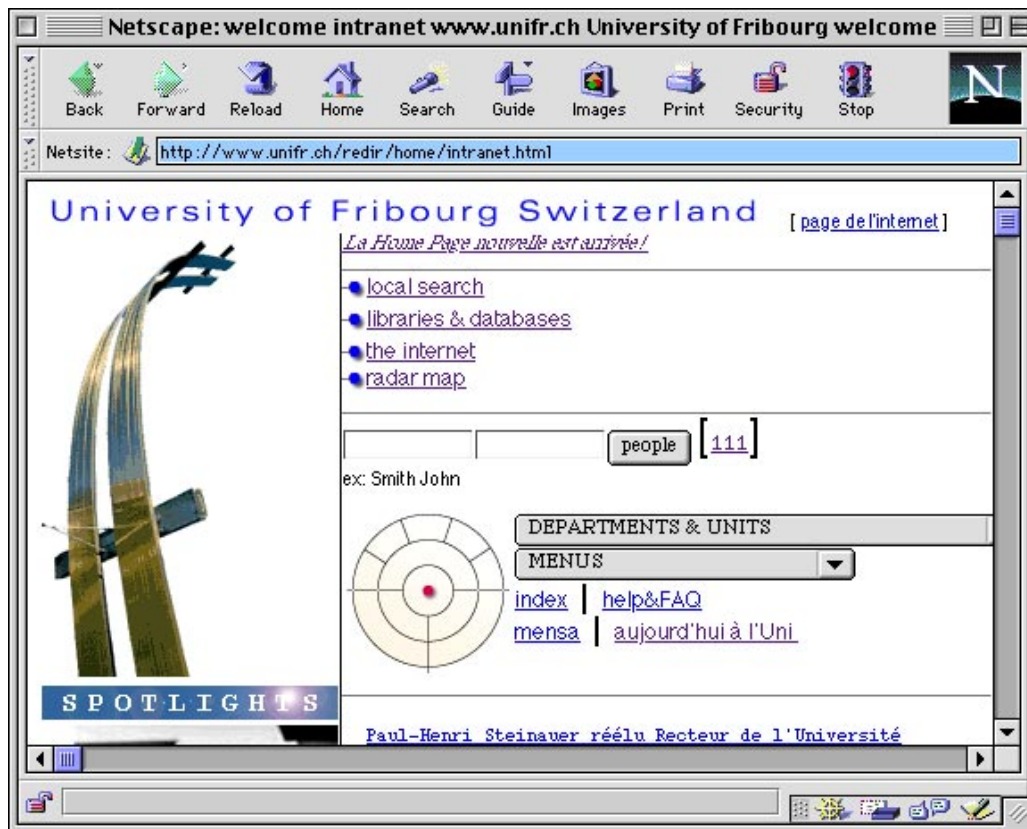 Netscape: welcome intranet www.unifr.ch University of Fribourg welcome
Back Forward Reload Home Search Guide Images Print Security Stop
N
Netsite: http://www.unifr.ch/redir/home/intranet.html
University of Fribourg Switzerland
[ page de l'internet ]
La Home Page nouvelle est arrivée!
local search
libraries & databases
the internet
radar map
people [111]
ex: Smith John
DEPARTMENTS & UNITS
MENUS
index | help&FAQ
mensa | aujourd'hui à l'Uni
SPOTLIGHTS
Paul-Henri Steinauer réélu Recteur de l'Université